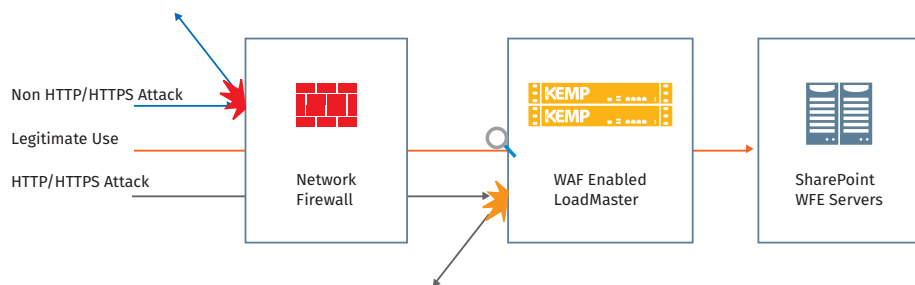 Non HTTP/HTTPS Attack
Legitimate Use
HTTP/HTTPS Attack
Network
Firewall
KEMP
KEMP
WAF Enabled
LoadMaster
SharePoint
WFE Servers